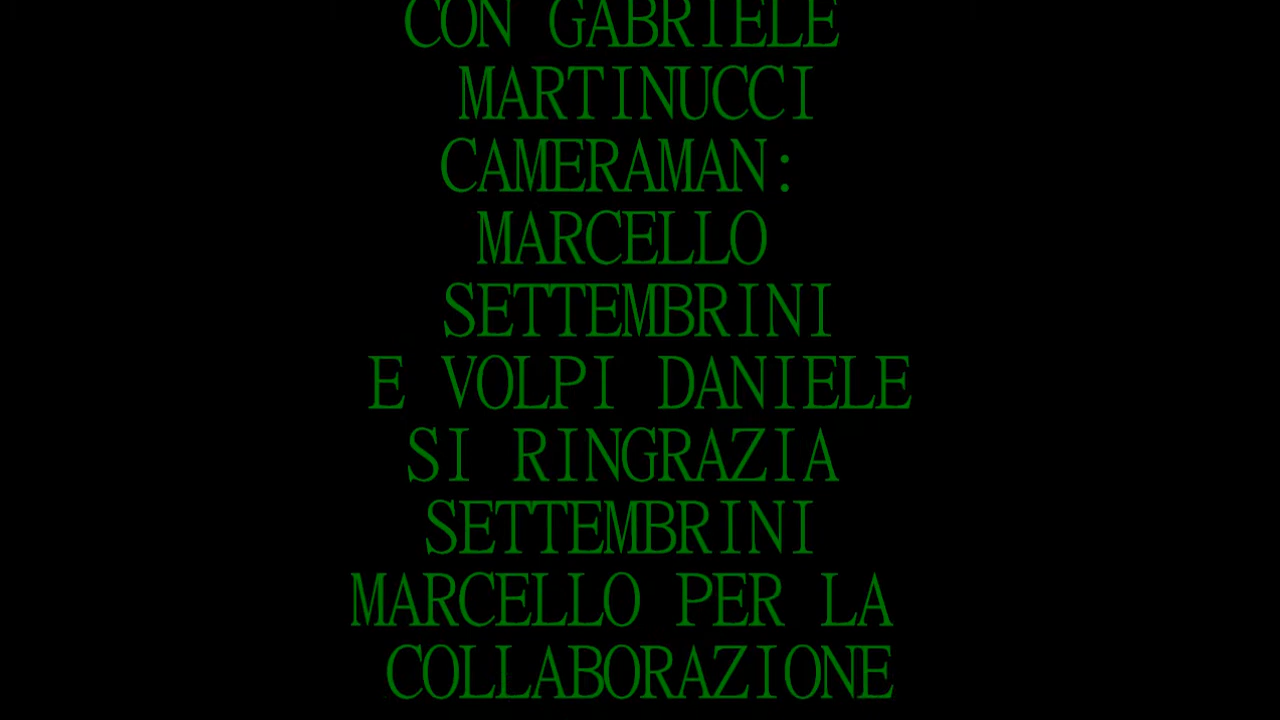 CON GABRIELE
MARTINUCCI
CAMERAMAN:
MARCELLO
SETTEMBRINI
E VOLPI DANIELE
SI RINGRAZIA
SETTEMBRINI
MARCELLO PER LA
COLLABORAZIONE